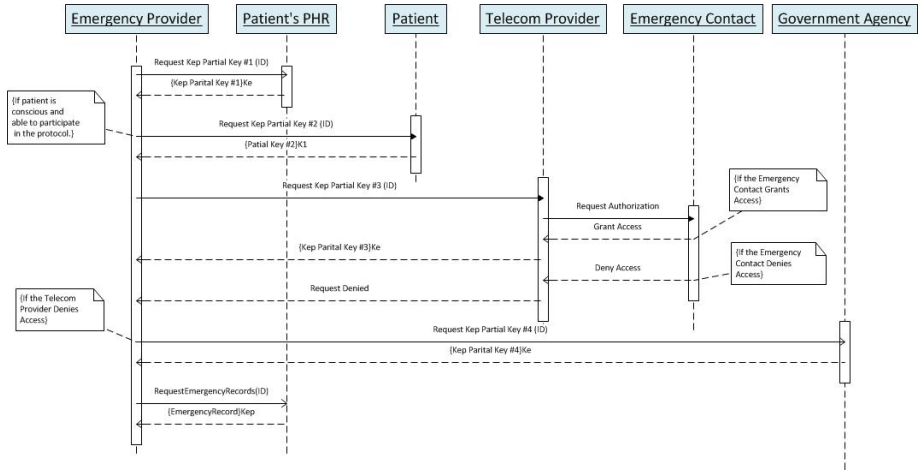 Emergency Provider
Patient's PHR
Patient
Telecom Provider
Emergency Contact
Government Agency
Request Kep Partial Key #1 (ID)
{Kep Parital Key #1}Ke
{If patient is
conscious and
able to participate
in the protocol.}
Request Kep Partial Key #2 (ID)
{Patial Key #2}K1
Request Kep Partial Key #3 (ID)
{If the Emergency
Contact Grants
Access}
Request Authorization
Grant Access
{Kep Parital Key #3}Ke
{If the Emergency
Contact Denies
Access}
Deny Access
Request Denied
{If the Telecom
Provider Denies
Access}
Request Kep Partial Key #4 (ID)
{Kep Parital Key #4}Ke
RequestEmergencyRecords(ID)
{EmergencyRecord}Kep